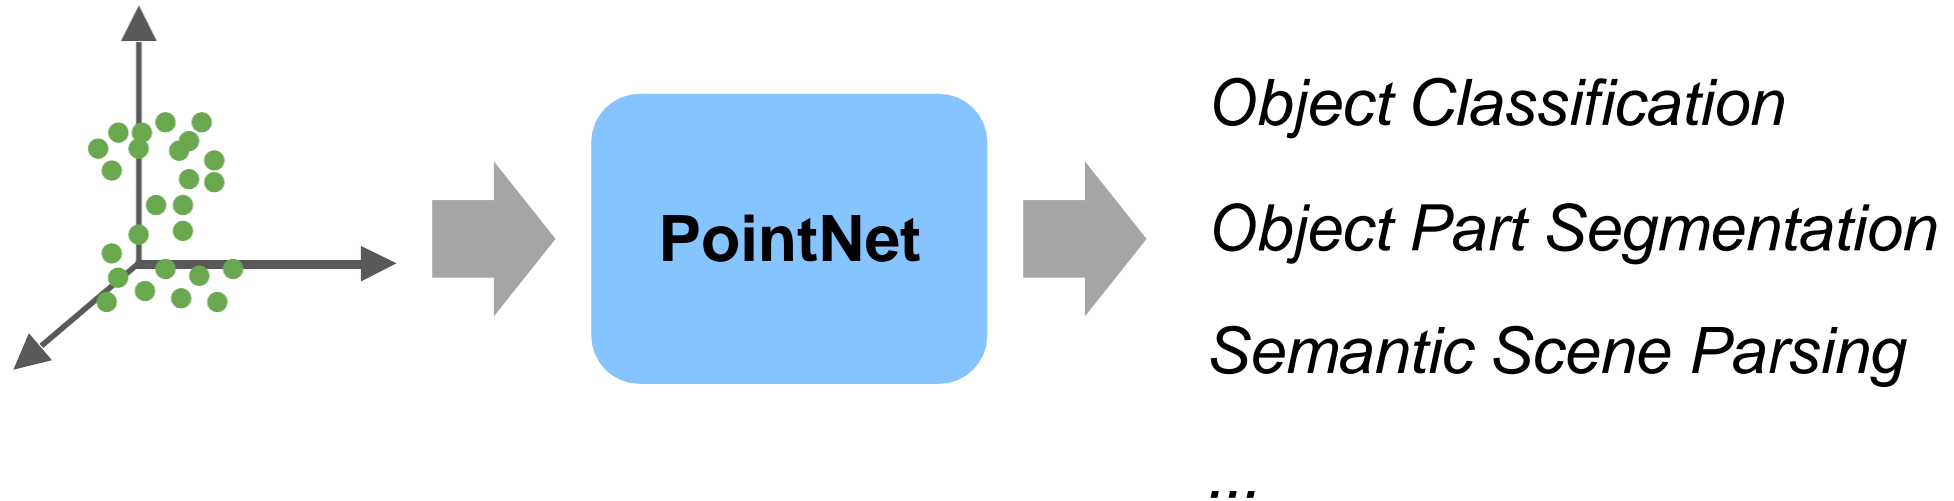 Object Classification
PointNet
Object Part Segmentation
Semantic Scene Parsing
...